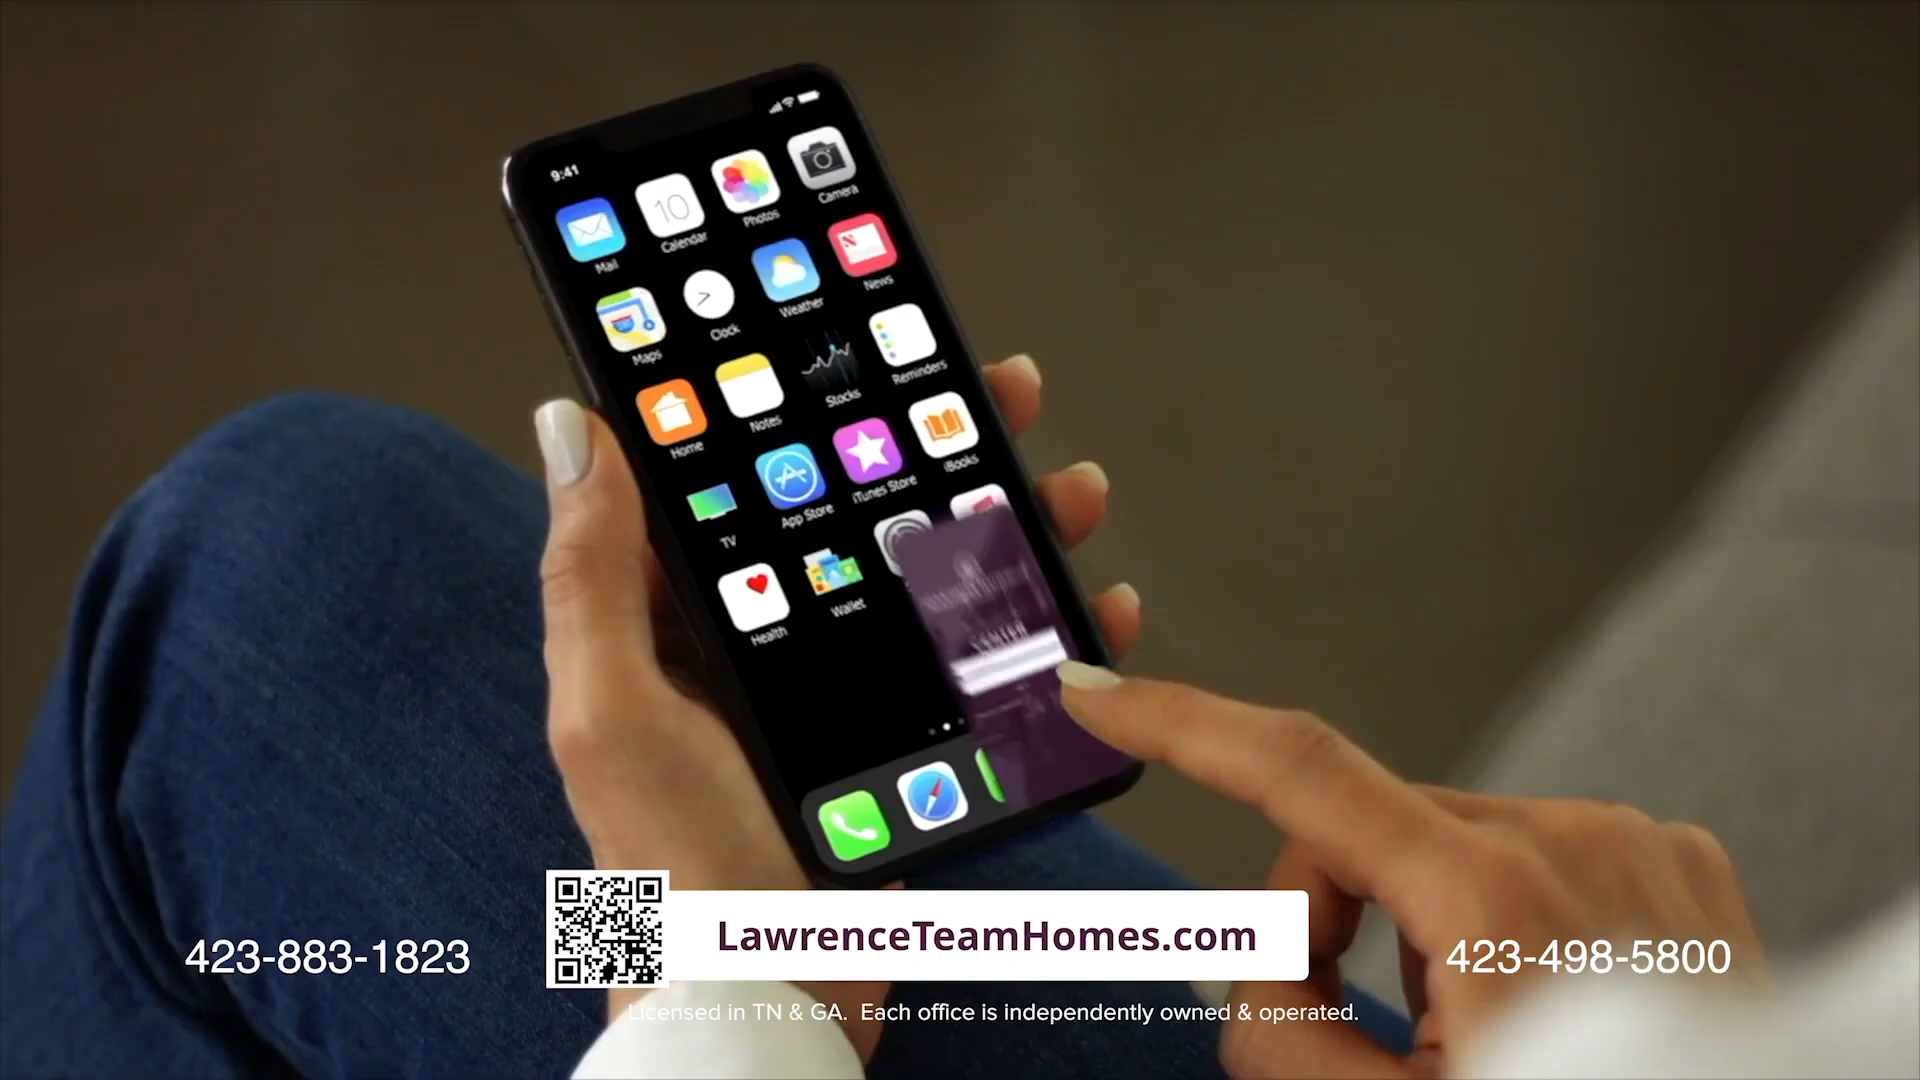 9:41
Mail
10
Calendar
Photos
Camera
Maps
Clock
Weather
News
Home
Notes
Stocks
Reminders
TV
App Store
iTunes Store
iBooks
Health
Wallet
423-883-1823
LawrenceTeamHomes.com
423-498-5800
Licensed in TN & GA. Each office is independently owned & operated.